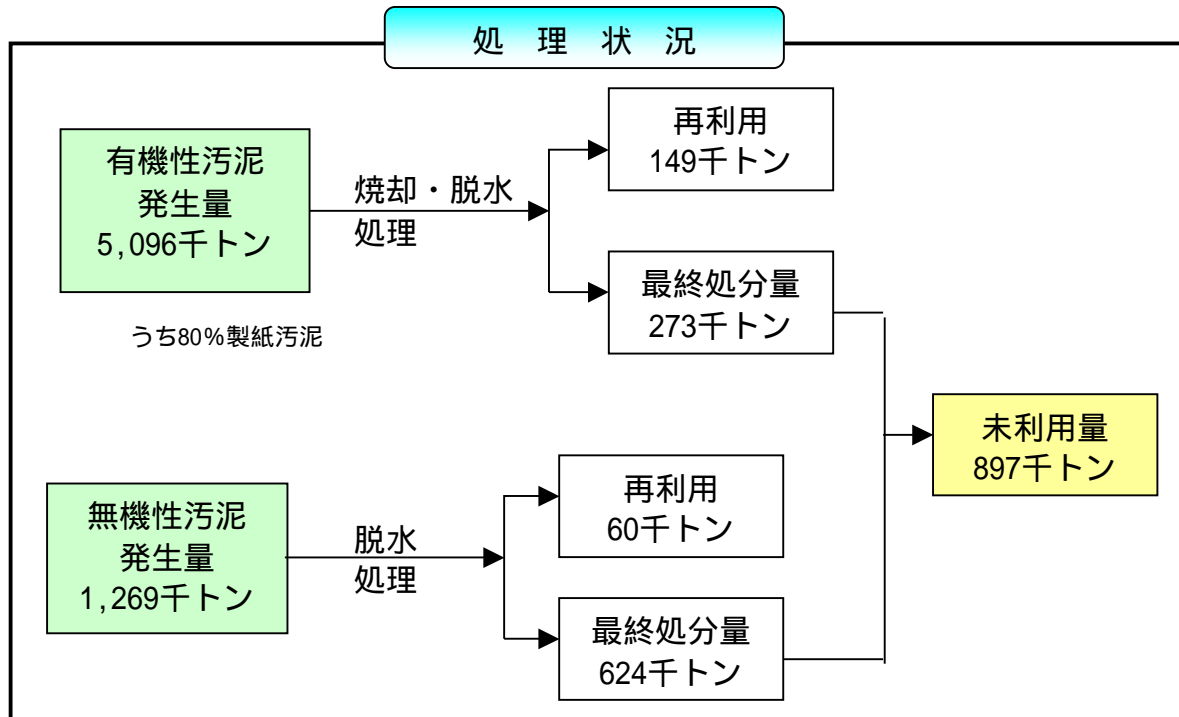 処理状況
有機性汚泥
発生量
5,096千トン
うち80%製紙汚泥
焼却・脱水
処理
再利用
149千トン
最終処分量
273千トン
無機性汚泥
発生量
1,269千トン
脱水
処理
再利用
60千トン
最終処分量
624千トン
未利用量
897千トン